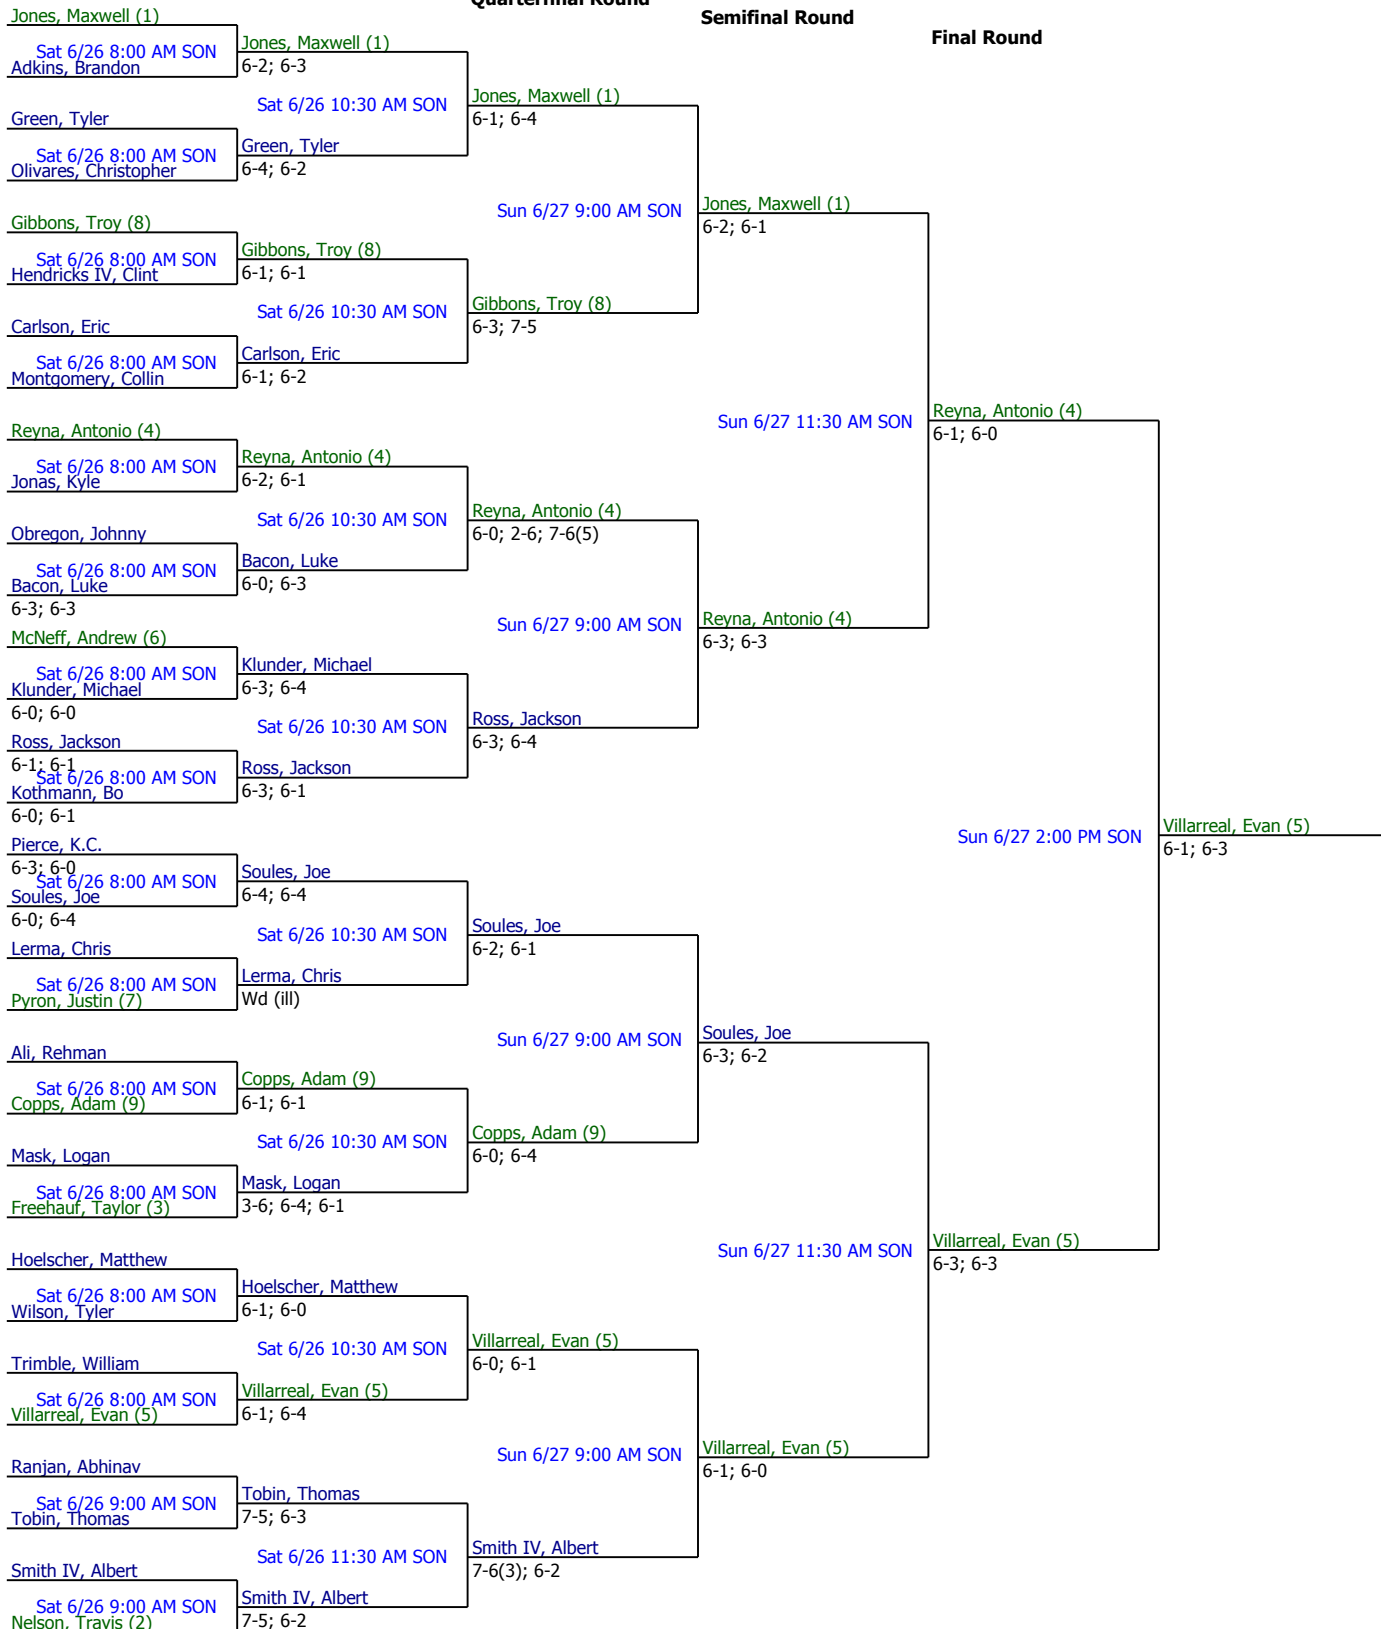 Quarterfinal Round
Semifinal Round
Final Round
Jones, Maxwell (1)
Sat 6/26 8:00 AM SON
Adkins, Brandon
Jones, Maxwell (1)
6-2; 6-3
Sat 6/26 10:30 AM SON
Jones, Maxwell (1)
6-1; 6-4
Green, Tyler
Sat 6/26 8:00 AM SON
Olivares, Christopher
Green, Tyler
6-4; 6-2
Sun 6/27 9:00 AM SON
Jones, Maxwell (1)
6-2; 6-1
Gibbons, Troy (8)
Sat 6/26 8:00 AM SON
Hendricks IV, Clint
Gibbons, Troy (8)
6-1; 6-1
Sat 6/26 10:30 AM SON
Gibbons, Troy (8)
6-3; 7-5
Carlson, Eric
Sat 6/26 8:00 AM SON
Montgomery, Collin
Carlson, Eric
6-1; 6-2
Sun 6/27 11:30 AM SON
Reyna, Antonio (4)
6-1; 6-0
Reyna, Antonio (4)
Sat 6/26 8:00 AM SON
Jonas, Kyle
Reyna, Antonio (4)
6-2; 6-1
Sat 6/26 10:30 AM SON
Reyna, Antonio (4)
6-0; 2-6; 7-6(5)
Obregon, Johnny
Sat 6/26 8:00 AM SON
Bacon, Luke
6-3; 6-3
Bacon, Luke
6-0; 6-3
Sun 6/27 9:00 AM SON
Reyna, Antonio (4)
6-3; 6-3
McNeff, Andrew (6)
Sat 6/26 8:00 AM SON
Klunder, Michael
6-0; 6-0
Klunder, Michael
6-3; 6-4
Sat 6/26 10:30 AM SON
Ross, Jackson
6-3; 6-4
Ross, Jackson
6-1; 6-1
Sat 6/26 8:00 AM SON
Kothmann, Bo
6-0; 6-1
Ross, Jackson
6-3; 6-1
Sun 6/27 2:00 PM SON
Villarreal, Evan (5)
6-1; 6-3
Pierce, K.C.
6-3; 6-0
Sat 6/26 8:00 AM SON
Soules, Joe
6-0; 6-4
Soules, Joe
6-4; 6-4
Sat 6/26 10:30 AM SON
Soules, Joe
6-2; 6-1
Lerma, Chris
Sat 6/26 8:00 AM SON
Pyron, Justin (7)
Lerma, Chris
Wd (ill)
Sun 6/27 9:00 AM SON
Soules, Joe
6-3; 6-2
Ali, Rehman
Sat 6/26 8:00 AM SON
Copps, Adam (9)
Copps, Adam (9)
6-1; 6-1
Sat 6/26 10:30 AM SON
Copps, Adam (9)
6-0; 6-4
Mask, Logan
Sat 6/26 8:00 AM SON
Freehauf, Taylor (3)
Mask, Logan
3-6; 6-4; 6-1
Sun 6/27 11:30 AM SON
Villarreal, Evan (5)
6-3; 6-3
Hoelscher, Matthew
Sat 6/26 8:00 AM SON
Wilson, Tyler
Hoelscher, Matthew
6-1; 6-0
Sat 6/26 10:30 AM SON
Villarreal, Evan (5)
6-0; 6-1
Trimble, William
Sat 6/26 8:00 AM SON
Villarreal, Evan (5)
Villarreal, Evan (5)
6-1; 6-4
Sun 6/27 9:00 AM SON
Villarreal, Evan (5)
6-1; 6-0
Ranjan, Abhinav
Sat 6/26 9:00 AM SON
Tobin, Thomas
Tobin, Thomas
7-5; 6-3
Sat 6/26 11:30 AM SON
Smith IV, Albert
7-6(3); 6-2
Smith IV, Albert
Sat 6/26 9:00 AM SON
Nelson, Travis (2)
Smith IV, Albert
7-5; 6-2